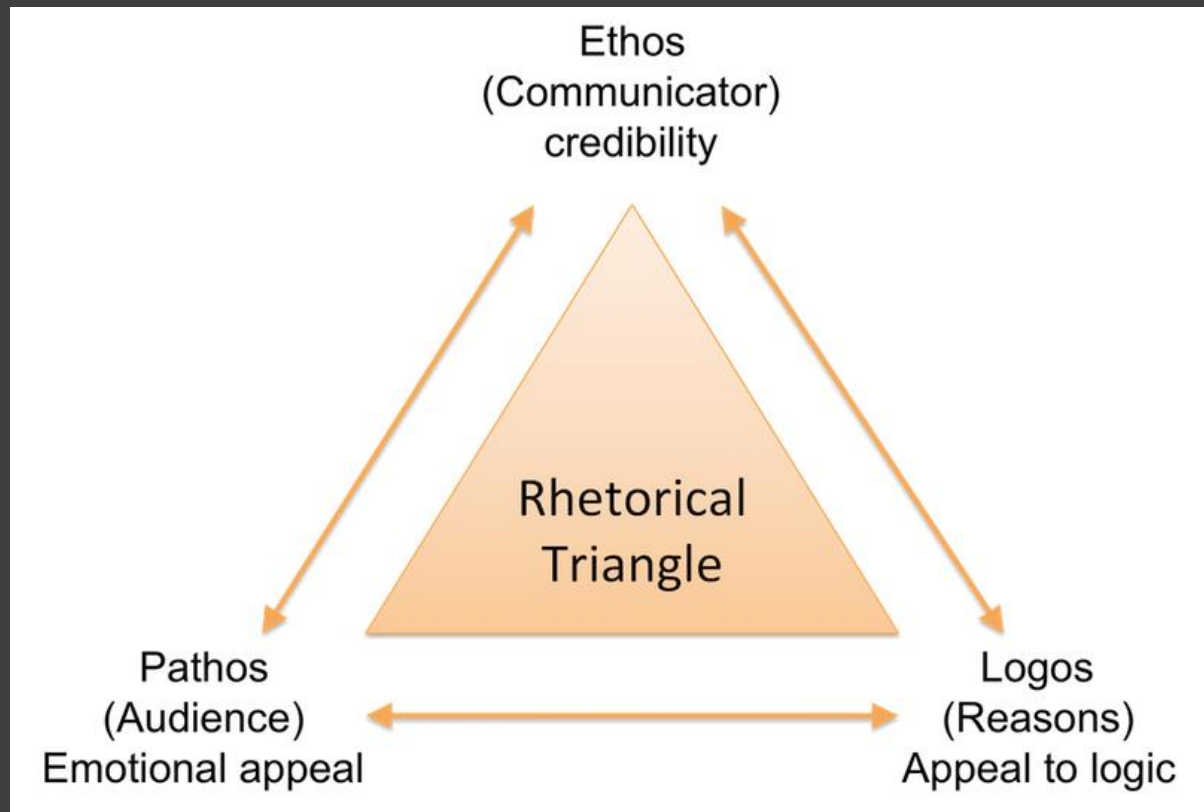 Ethos
(Communicator)
credibility
Rhetorical
Triangle
Pathos
(Audience)
Emotional appeal
Logos
(Reasons)
Appeal to logic